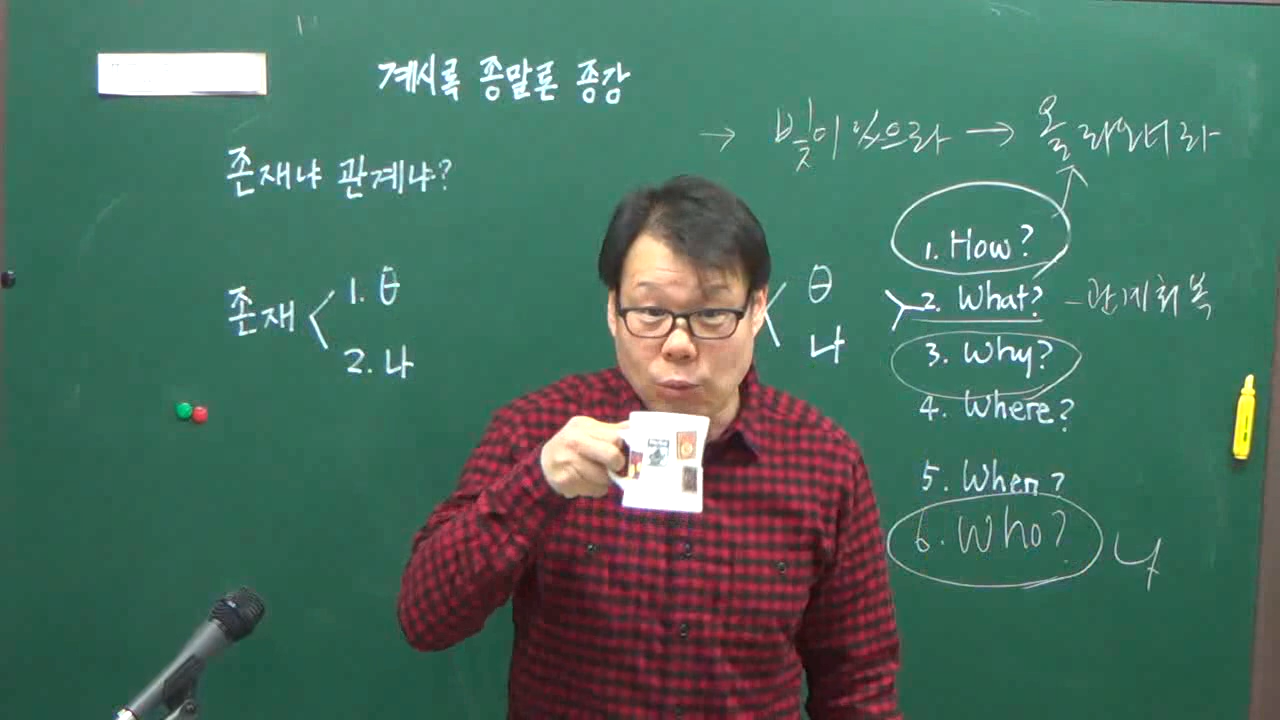 계시록 종말론 종강
→ 빛이 있으라 → 올라오너라
존재냐 관계냐?
1. How?
존재 < 1. θ
2. 나
< θ
나
2. What? - 관계회복
3. Why?
4. Where?
5. When?
6. Who? 나